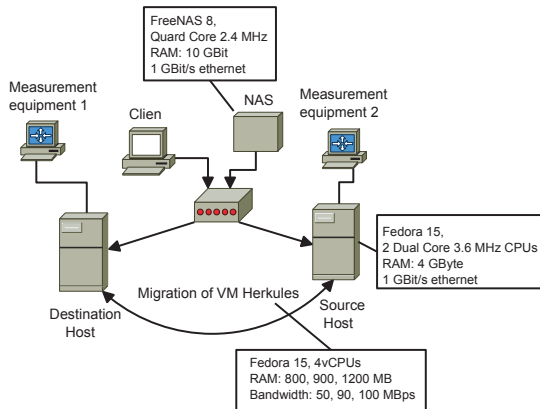 FreeNAS 8,
Quad Core 2.4 MHz
RAM: 10 GBit
1 GBit/s ethernet
Measurement
equipment 1
Clien
NAS
Measurement
equipment 2
Fedora 15,
2 Dual Core 3.6 MHz CPUs
RAM: 4 GByte
1 GBit/s ethernet
Migration of VM Herkules
Destination
Host
Source
Host
Fedora 15, 4vCPUs
RAM: 800, 900, 1200 MB
Bandwidth: 50, 90, 100 MBps